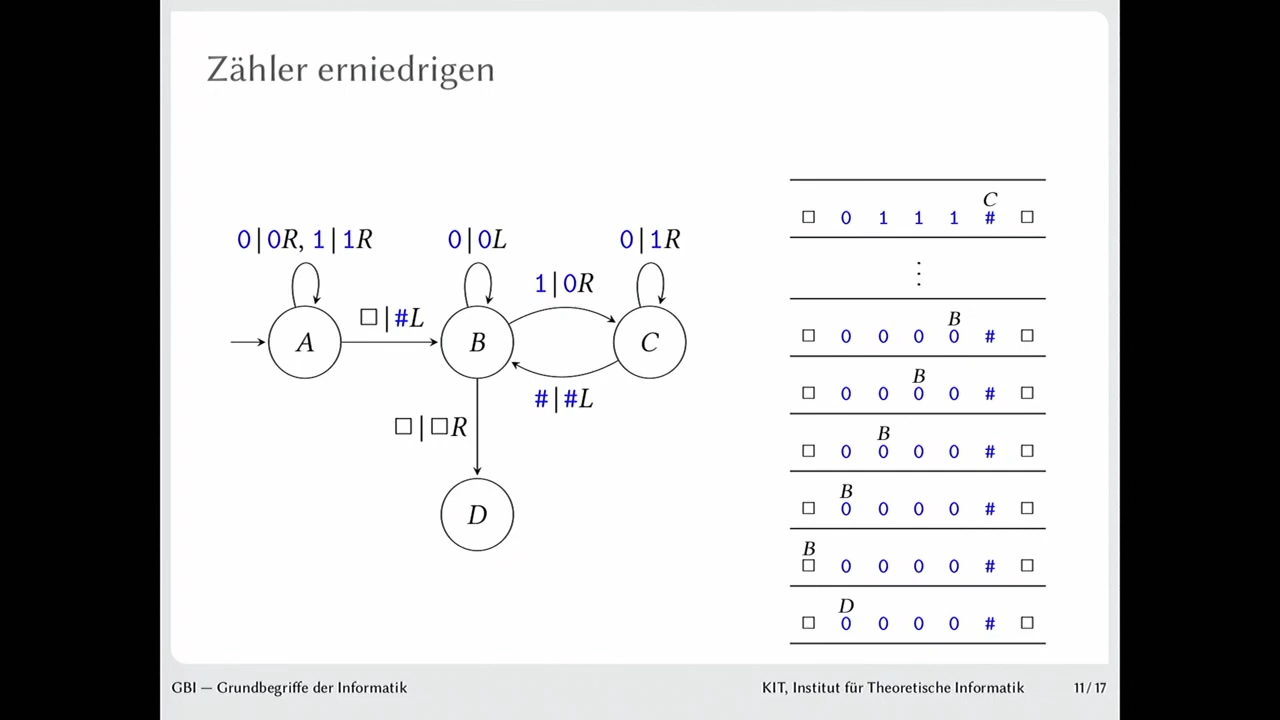 Zähler erniedrigen
0|0R, 1|1R
0|0L
0|1R
1|0R
□|#L
A
B
C
#|#L
□|□R
D
C
□ 0 1 1 1 # □
⋮
B
□ 0 0 0 0 # □
B
□ 0 0 0 0 # □
B
□ 0 0 0 0 # □
B
□ 0 0 0 0 # □
B
□ 0 0 0 0 # □
D
□ 0 0 0 0 # □
GBI — Grundbegriffe der Informatik
KIT, Institut für Theoretische Informatik
11/17